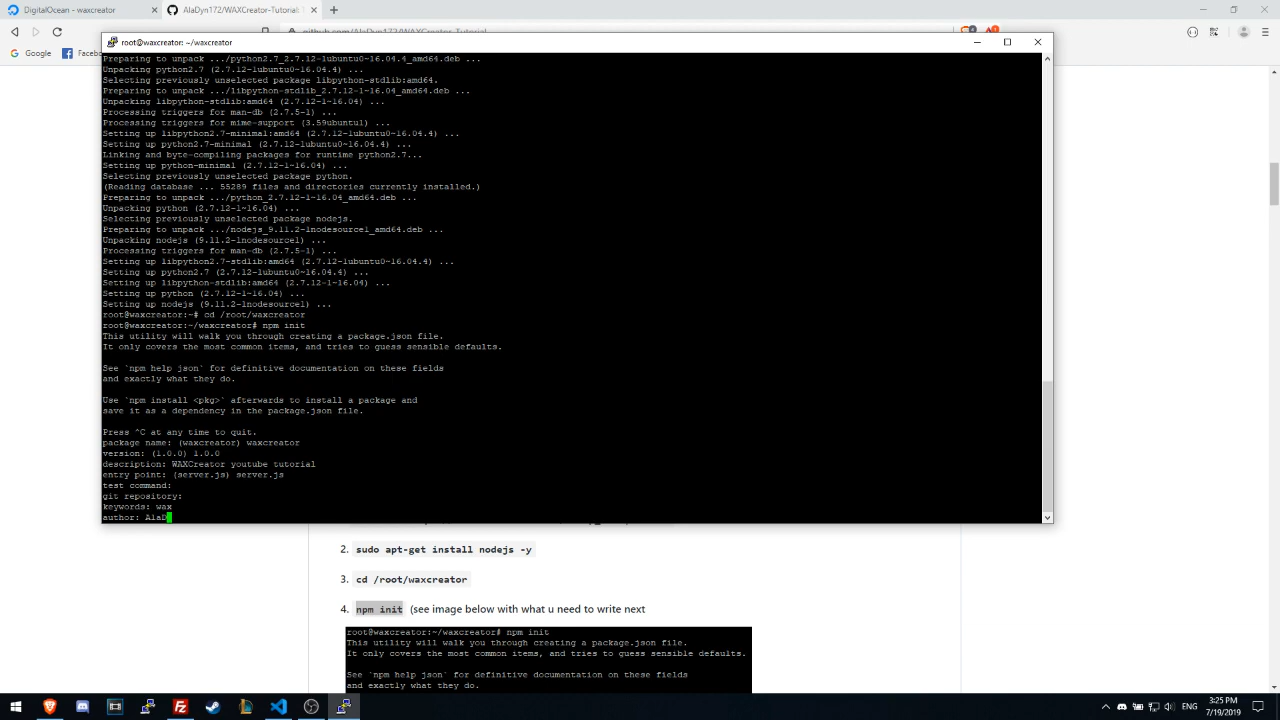 DigitalOcean - waxcreator
AlaDyn172/WAXCreator-Tutorial: 1
root@waxcreator: ~/waxcreator
Google
Facebo
Preparing to unpack .../python2.7_2.7.12-1ubuntu0~16.04.4_amd64.deb ...
Unpacking python2.7 (2.7.12-1ubuntu0~16.04.4) ...
Selecting previously unselected package libpython-stdlib:amd64.
Preparing to unpack .../libpython-stdlib_2.7.12-1~16.04_amd64.deb ...
Unpacking libpython-stdlib:amd64 (2.7.12-1~16.04) ...
Processing triggers for man-db (2.7.5-1) ...
Processing triggers for mime-support (3.59ubuntu1) ...
Setting up libpython2.7-minimal:amd64 (2.7.12-1ubuntu0~16.04.4) ...
Setting up python2.7-minimal (2.7.12-1ubuntu0~16.04.4) ...
Linking and byte-compiling packages for runtime python2.7...
Setting up python-minimal (2.7.12-1~16.04) ...
Selecting previously unselected package python.
(Reading database ... 55289 files and directories currently installed.)
Preparing to unpack .../python_2.7.12-1~16.04_amd64.deb ...
Unpacking python (2.7.12-1~16.04) ...
Selecting previously unselected package nodejs.
Preparing to unpack .../nodejs_9.11.2-1nodesource1_amd64.deb ...
Unpacking nodejs (9.11.2-1nodesource1) ...
Processing triggers for man-db (2.7.5-1) ...
Setting up libpython2.7-stdlib:amd64 (2.7.12-1ubuntu0~16.04.4) ...
Setting up python2.7 (2.7.12-1ubuntu0~16.04.4) ...
Setting up libpython-stdlib:amd64 (2.7.12-1~16.04) ...
Setting up python (2.7.12-1~16.04) ...
Setting up nodejs (9.11.2-1nodesource1) ...
root@waxcreator:~# cd /root/waxcreator
root@waxcreator:~/waxcreator# npm init
This utility will walk you through creating a package.json file.
It only covers the most common items, and tries to guess sensible defaults.
See `npm help json` for definitive documentation on these fields
and exactly what they do.
Use `npm install <pkg>` afterwards to install a package and
save it as a dependency in the package.json file.
Press ^C at any time to quit.
package name: (waxcreator) waxcreator
version: (1.0.0) 1.0.0
description: WAXCreator youtube tutorial
entry point: (server.js) server.js
test command:
git repository:
keywords: wax
author: AlaD
2. sudo apt-get install nodejs -y
3. cd /root/waxcreator
4. npm init (see image below with what u need to write next
root@waxcreator:~/waxcreator# npm init
This utility will walk you through creating a package.json file.
It only covers the most common items, and tries to guess sensible defaults.
See `npm help json` for definitive documentation on these fields
and exactly what they do.
ENG
3:25 PM
7/19/2019